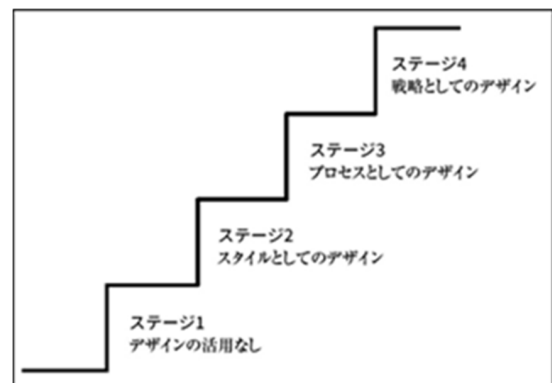 ステージ4
戦略としてのデザイン
ステージ3
プロセスとしてのデザイン
ステージ2
スタイルとしてのデザイン
ステージ1
デザインの活用なし